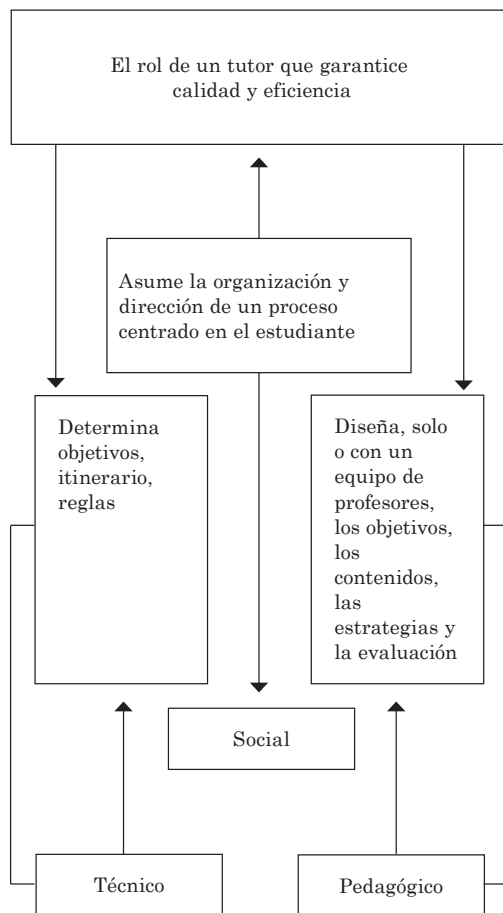 El rol de un tutor que garantice
calidad y eficiencia
Asume la organización y
dirección de un proceso
centrado en el estudiante
Determina
objetivos,
itinerario,
reglas
Diseña, solo
o con un
equipo de
profesores,
los objetivos,
los
contenidos,
las
estrategias y
la evaluación
Social
Técnico
Pedagógico